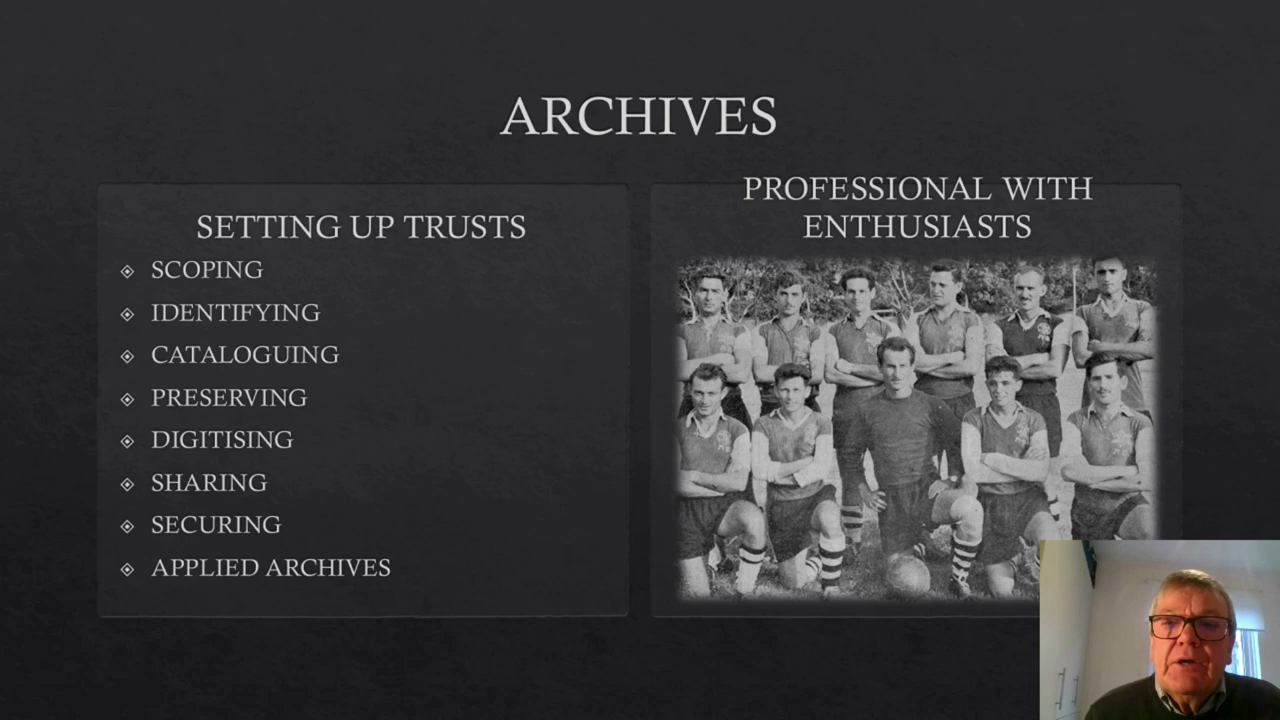 ARCHIVES
SETTING UP TRUSTS
SCOPING
IDENTIFYING
CATALOGUING
PRESERVING
DIGITISING
SHARING
SECURING
APPLIED ARCHIVES
PROFESSIONAL WITH
ENTHUSIASTS